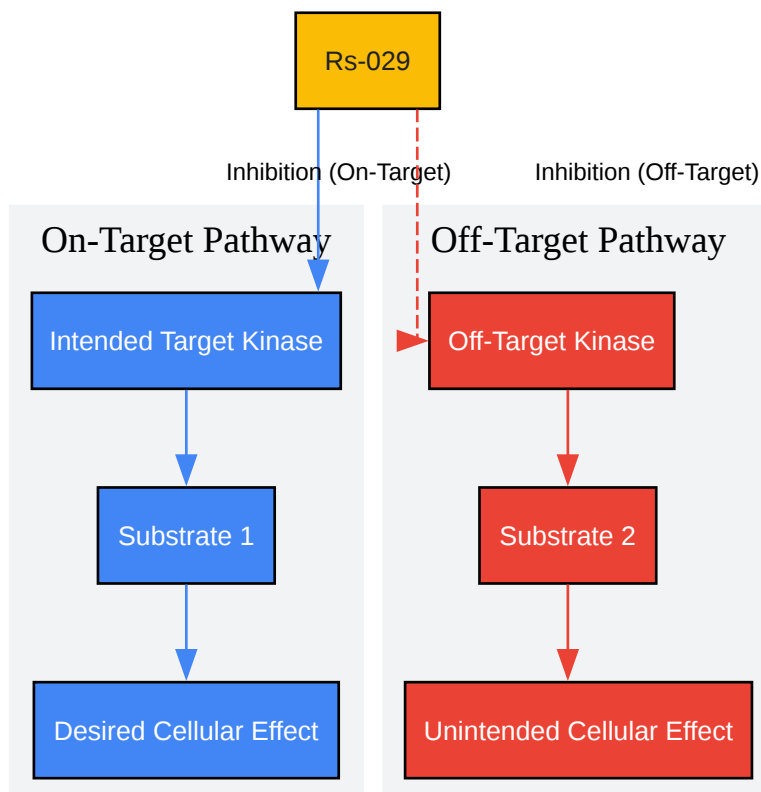 Rs-029
Inhibition (On-Target)
Inhibition (Off-Target)
On-Target Pathway
Off-Target Pathway
Intended Target Kinase
Off-Target Kinase
Substrate 1
Substrate 2
Desired Cellular Effect
Unintended Cellular Effect